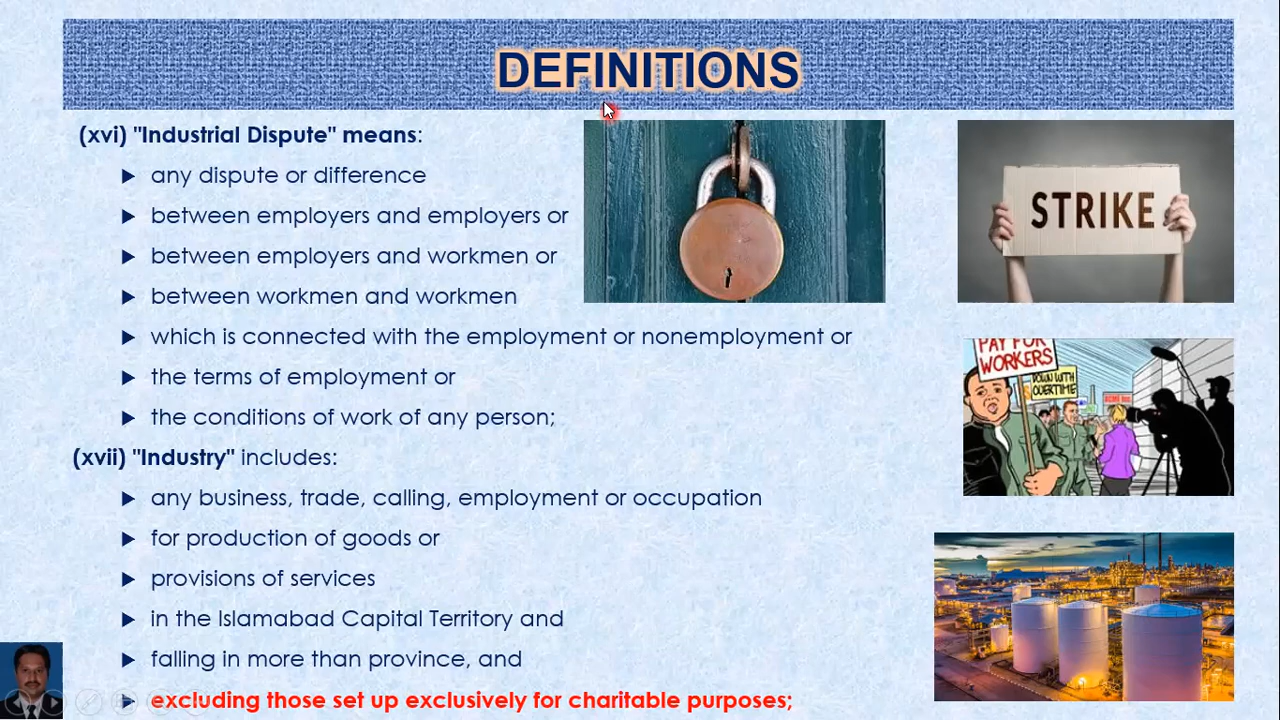 DEFINITIONS
(xvi) "Industrial Dispute" means:
any dispute or difference
between employers and employers or
between employers and workmen or
between workmen and workmen
which is connected with the employment or nonemployment or
the terms of employment or
the conditions of work of any person;
(xvii) "Industry" includes:
any business, trade, calling, employment or occupation
for production of goods or
provisions of services
in the Islamabad Capital Territory and
falling in more than province, and
excluding those set up exclusively for charitable purposes;
STRIKE
PAY FOR
WORKERS
DOWN WITH
OVERTIME